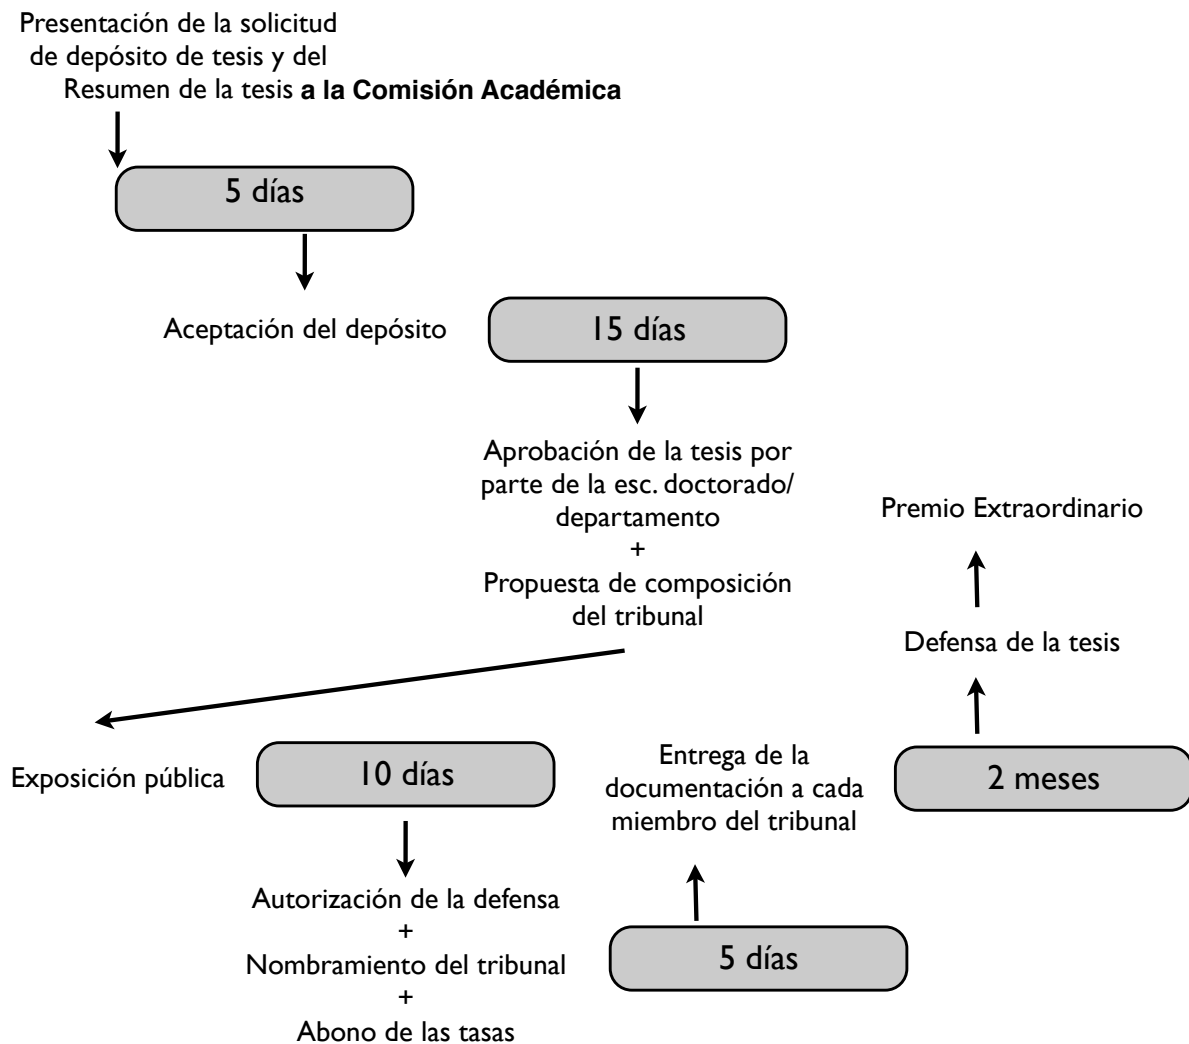 Presentación de la solicitud
de depósito de tesis y del
Resumen de la tesis a la Comisión Académica
5 días
Aceptación del depósito
15 días
Aprobación de la tesis por
parte de la esc. doctorado/
departamento
+
Propuesta de composición
del tribunal
Exposición pública
10 días
Autorización de la defensa
+
Nombramiento del tribunal
+
Abono de las tasas
5 días
Entrega de la
documentación a cada
miembro del tribunal
2 meses
Defensa de la tesis
Premio Extraordinario